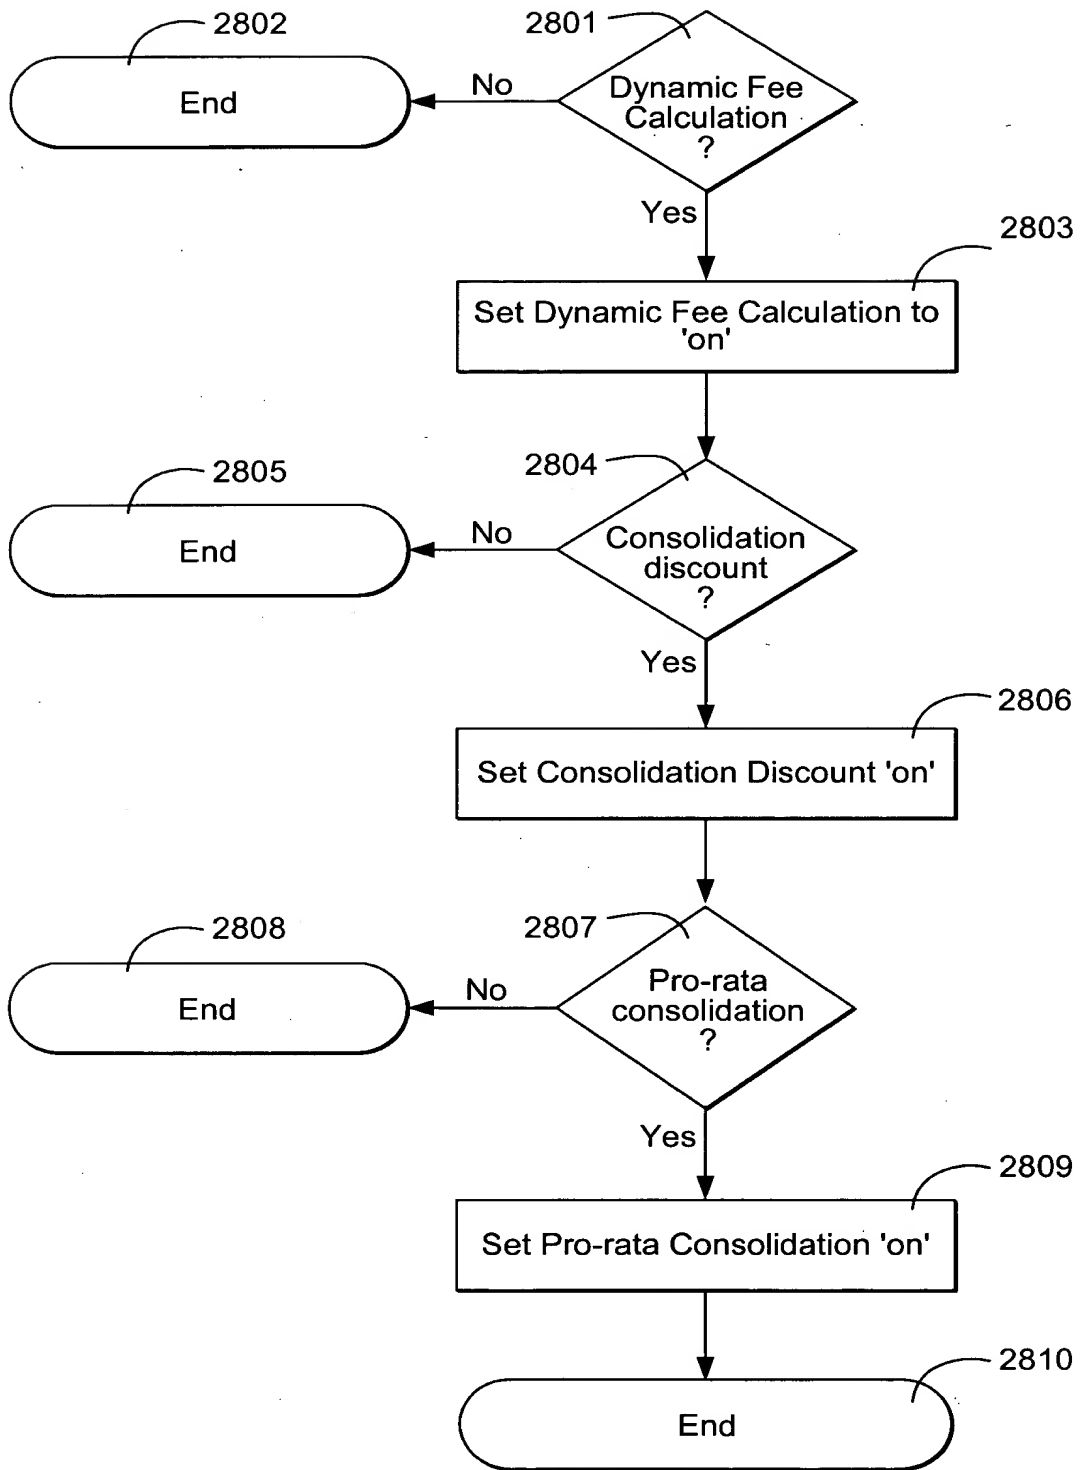 2802
2801
End
No
Dynamic Fee
Calculation
?
Yes
2803
Set Dynamic Fee Calculation to
'on'
2805
2804
End
No
Consolidation
discount
?
Yes
2806
Set Consolidation Discount 'on'
2808
2807
End
No
Pro-rata
consolidation
?
Yes
2809
Set Pro-rata Consolidation 'on'
2810
End